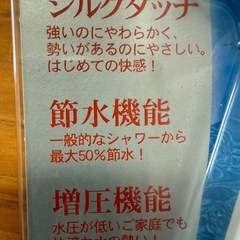 シルクタッチ
強いのにやわらかく、
勢いがあるのにやさしい。
はじめての快感！
節水機能
一般的なシャワーから
最大50%節水！
増圧機能
水圧が低いご家庭でも